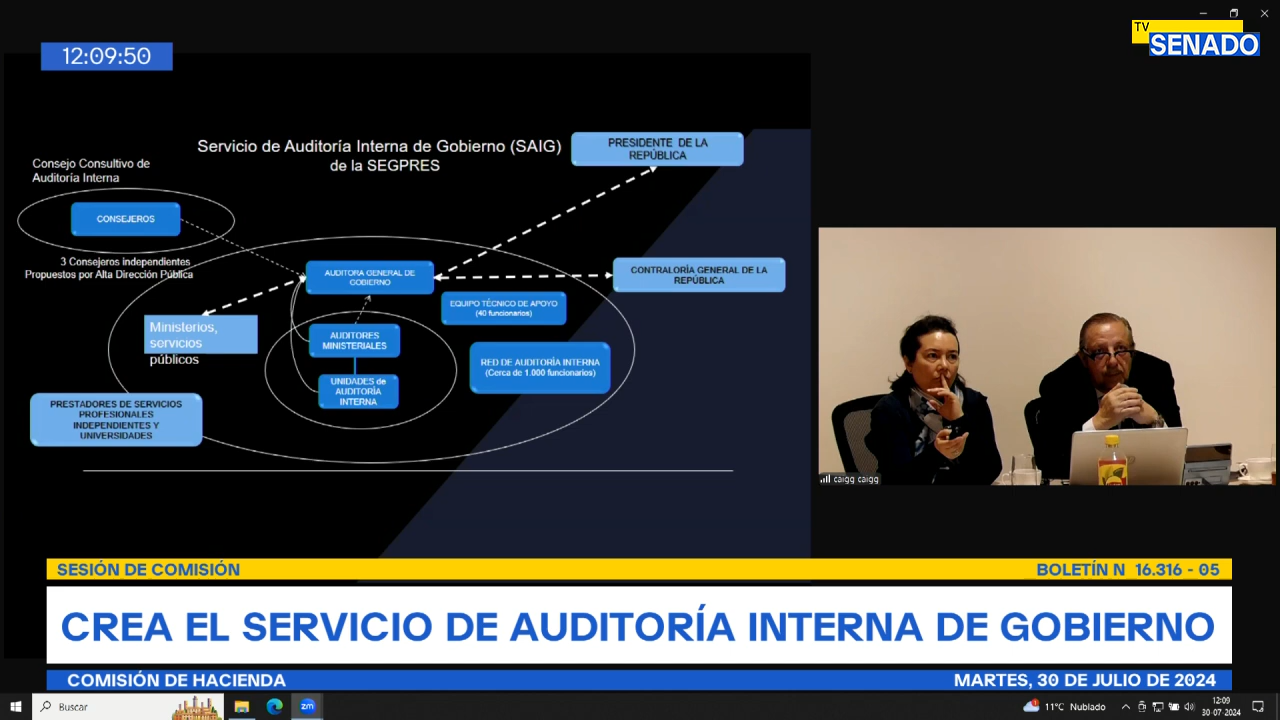 TV
SENADO
12:09:50
Servicio de Auditoría Interna de Gobierno (SAIG)
de la SEGPRES
PRESIDENTE DE LA
REPÚBLICA
Consejo Consultivo de
Auditoría Interna
CONSEJEROS
3 Consejeros independientes
Propuestos por Alta Dirección Pública
AUDITORA GENERAL DE
GOBIERNO
CONTRALORÍA GENERAL DE LA
REPÚBLICA
EQUIPO TÉCNICO DE APOYO
(40 funcionarios)
Ministerios,
servicios
públicos
AUDITORES
MINISTERIALES
RED DE AUDITORÍA INTERNA
(Cerca de 1.000 funcionarios)
UNIDADES de
AUDITORÍA
INTERNA
PRESTADORES DE SERVICIOS
PROFESIONALES
INDEPENDIENTES Y
UNIVERSIDADES
caigg caigg
SESIÓN DE COMISIÓN
BOLETÍN N 16.316 - 05
CREA EL SERVICIO DE AUDITORÍA INTERNA DE GOBIERNO
COMISIÓN DE HACIENDA
MARTES, 30 DE JULIO DE 2024
Buscar
zm
11°C Nublado
12:09
30-07-2024